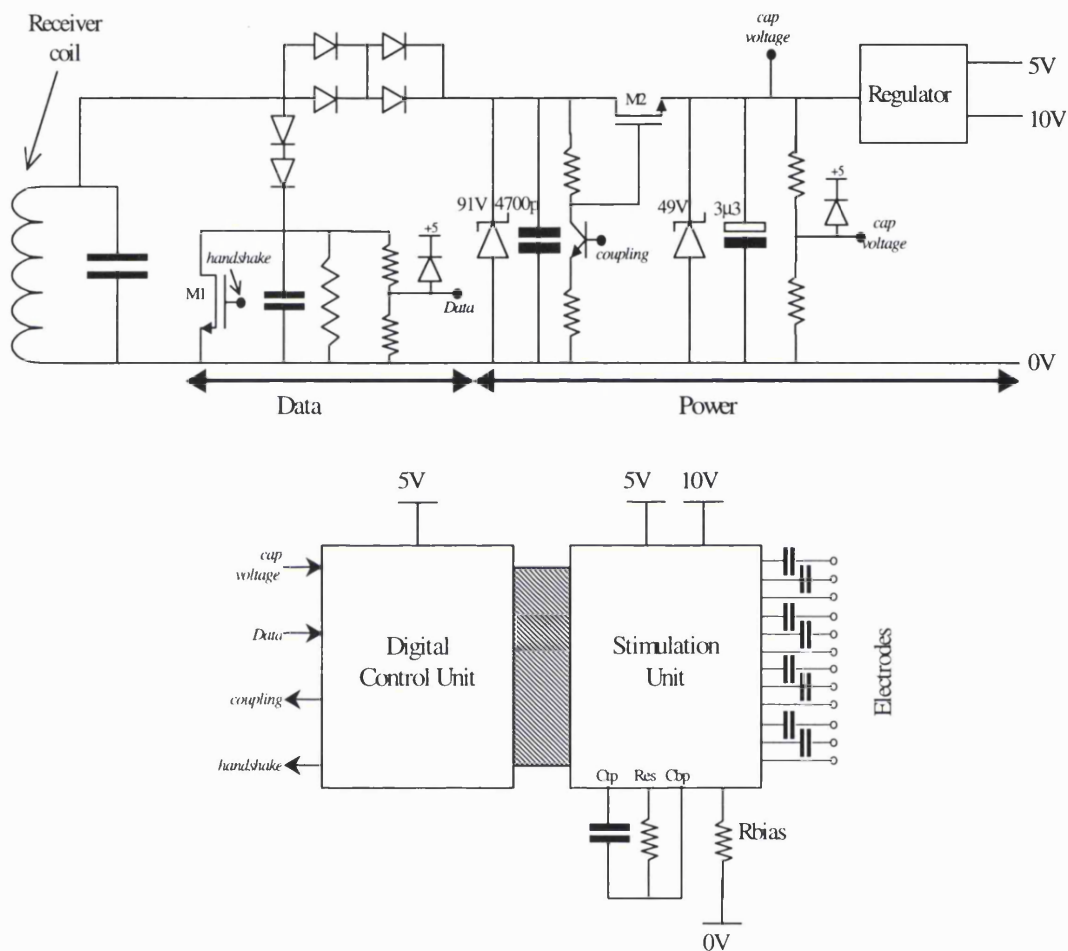 Receiver
coil
cap
voltage
M2
Regulator
5V
10V
91V
4700p
49V
3µ3
+5
cap
voltage
handshake
M1
+5
Data
coupling
0V
Data
Power
5V
5V
10V
cap
voltage
Data
coupling
handshake
Digital
Control Unit
Stimulation
Unit
Electrodes
Ctp
Res
Cbp
Rbias
0V